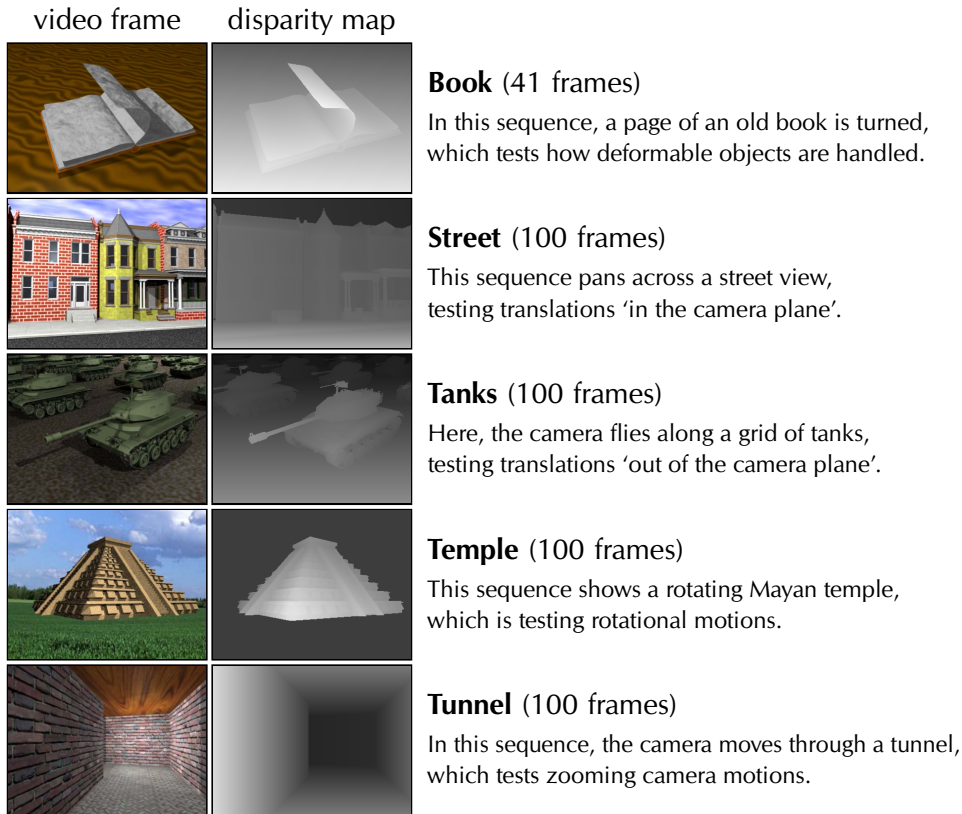 video frame disparity map
Book (41 frames)
In this sequence, a page of an old book is turned,
which tests how deformable objects are handled.
Street (100 frames)
This sequence pans across a street view,
testing translations ‘in the camera plane’.
Tanks (100 frames)
Here, the camera flies along a grid of tanks,
testing translations ‘out of the camera plane’.
Temple (100 frames)
This sequence shows a rotating Mayan temple,
which is testing rotational motions.
Tunnel (100 frames)
In this sequence, the camera moves through a tunnel,
which tests zooming camera motions.